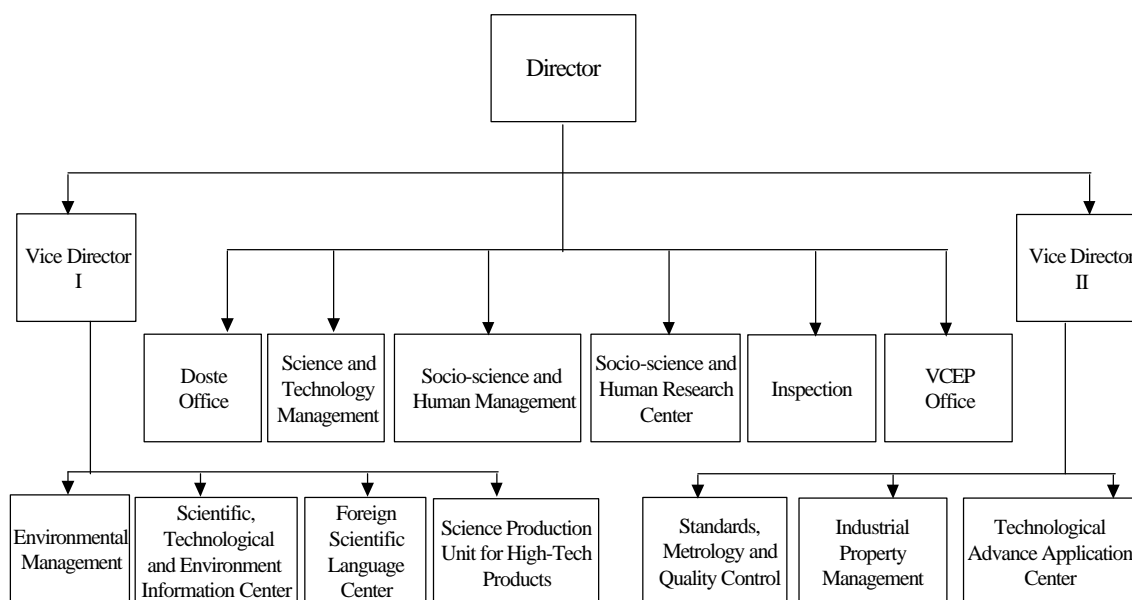 Director
Vice Director
I
Vice Director
II
Doste
Office
Science and
Technology
Management
Socio-science and
Human Management
Socio-science and
Human Research
Center
Inspection
VCEP
Office
Environmental
Management
Scientific,
Technological
and Environment
Information Center
Foreign
Scientific
Language
Center
Science Production
Unit for High-Tech
Products
Standards,
Metrology and
Quality Control
Industrial
Property
Management
Technological
Advance Application
Center